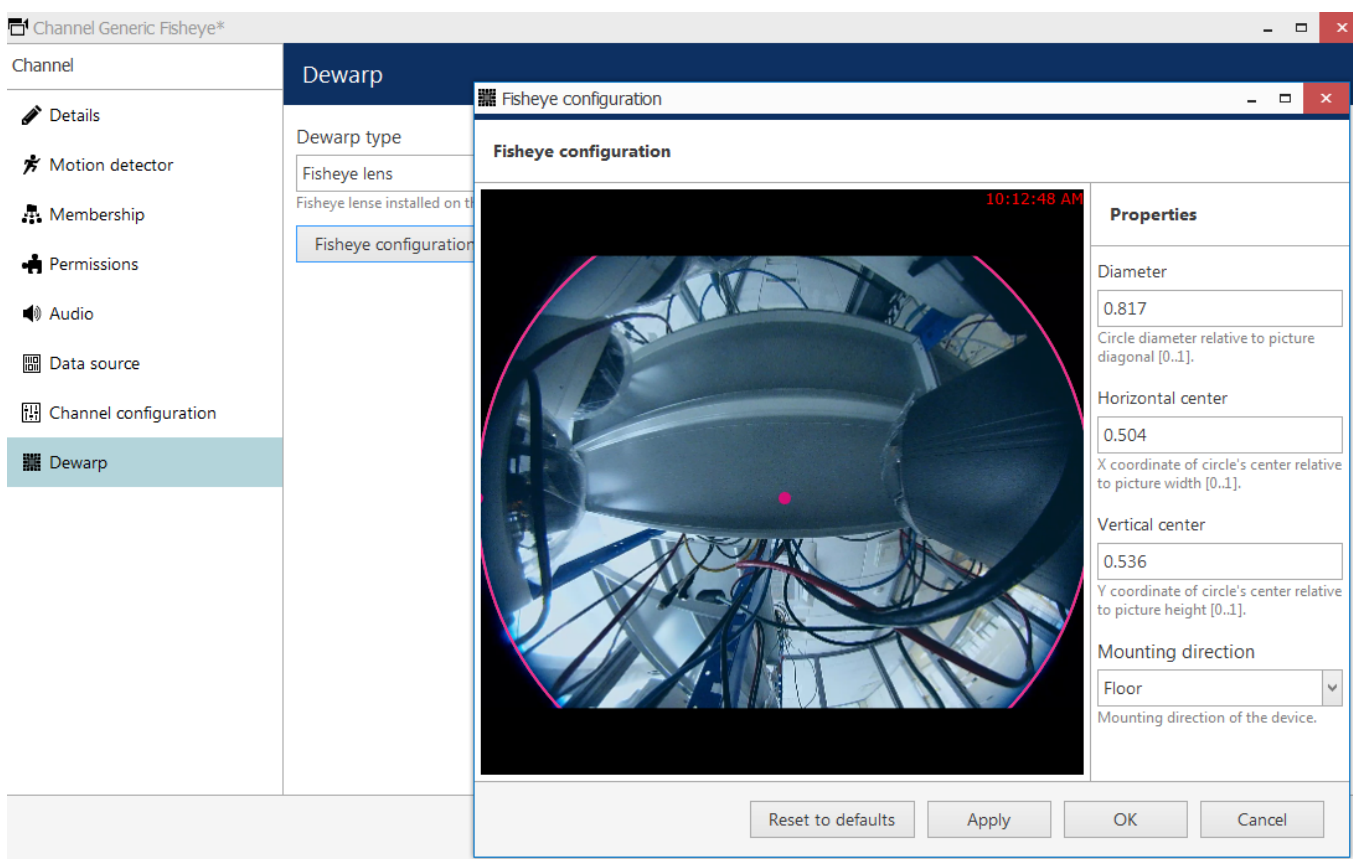 Channel Generic Fisheye*
Channel
Details
Motion detector
Membership
Permissions
Audio
Data source
Channel configuration
Dewarp
Dewarp
Dewarp type
Fisheye lens
Fisheye lense installed on th
Fisheye configuration
Fisheye configuration
Fisheye configuration
10:12:48 AM
Properties
Diameter
0.817
Circle diameter relative to picture
diagonal [0..1].
Horizontal center
0.504
X coordinate of circle's center relative
to picture width [0..1].
Vertical center
0.536
Y coordinate of circle's center relative
to picture height [0..1].
Mounting direction
Floor
Mounting direction of the device.
Reset to defaults
Apply
OK
Cancel